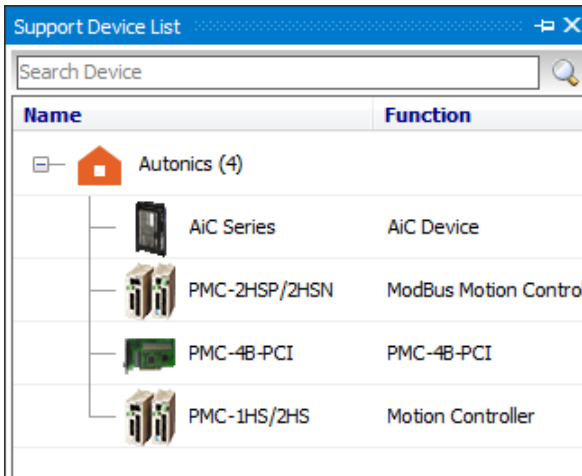 Support Device List
Search Device
Name Function
Autonics (4)
AiC Series AiC Device
PMC-2HSP/2HSN ModBus Motion Contro
PMC-4B-PCI PMC-4B-PCI
PMC-1HS/2HS Motion Controller